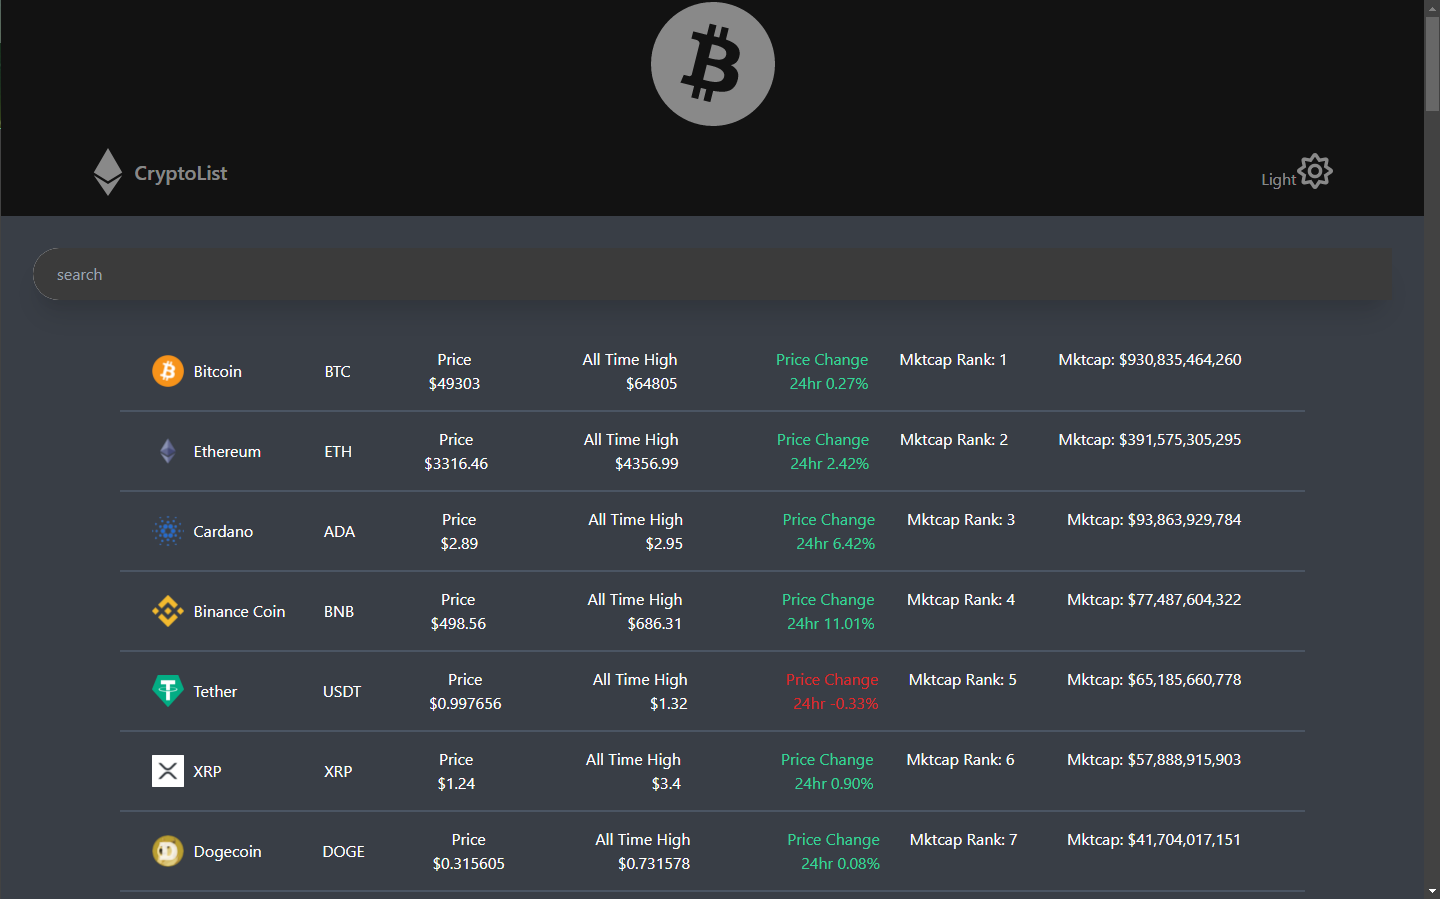 CryptoList
Light
search
Bitcoin BTC Price $49303 All Time High $64805 Price Change 24hr 0.27% Mktcap Rank: 1 Mktcap: $930,835,464,260
Ethereum ETH Price $3316.46 All Time High $4356.99 Price Change 24hr 2.42% Mktcap Rank: 2 Mktcap: $391,575,305,295
Cardano ADA Price $2.89 All Time High $2.95 Price Change 24hr 6.42% Mktcap Rank: 3 Mktcap: $93,863,929,784
Binance Coin BNB Price $498.56 All Time High $686.31 Price Change 24hr 11.01% Mktcap Rank: 4 Mktcap: $77,487,604,322
Tether USDT Price $0.997656 All Time High $1.32 Price Change 24hr -0.33% Mktcap Rank: 5 Mktcap: $65,185,660,778
XRP XRP Price $1.24 All Time High $3.4 Price Change 24hr 0.90% Mktcap Rank: 6 Mktcap: $57,888,915,903
Dogecoin DOGE Price $0.315605 All Time High $0.731578 Price Change 24hr 0.08% Mktcap Rank: 7 Mktcap: $41,704,017,151